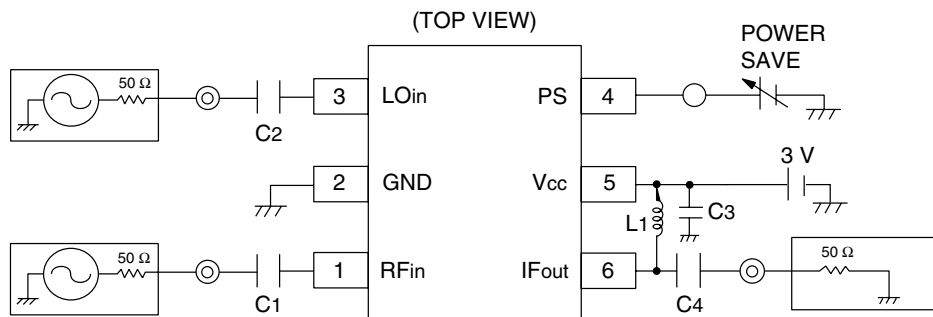 (TOP VIEW)
POWER
SAVE
50 Ω
3 LOin PS 4
C2
3 V
2 GND Vcc 5
L1 C3
50 Ω
50 Ω
1 RFin IFout 6
C1 C4